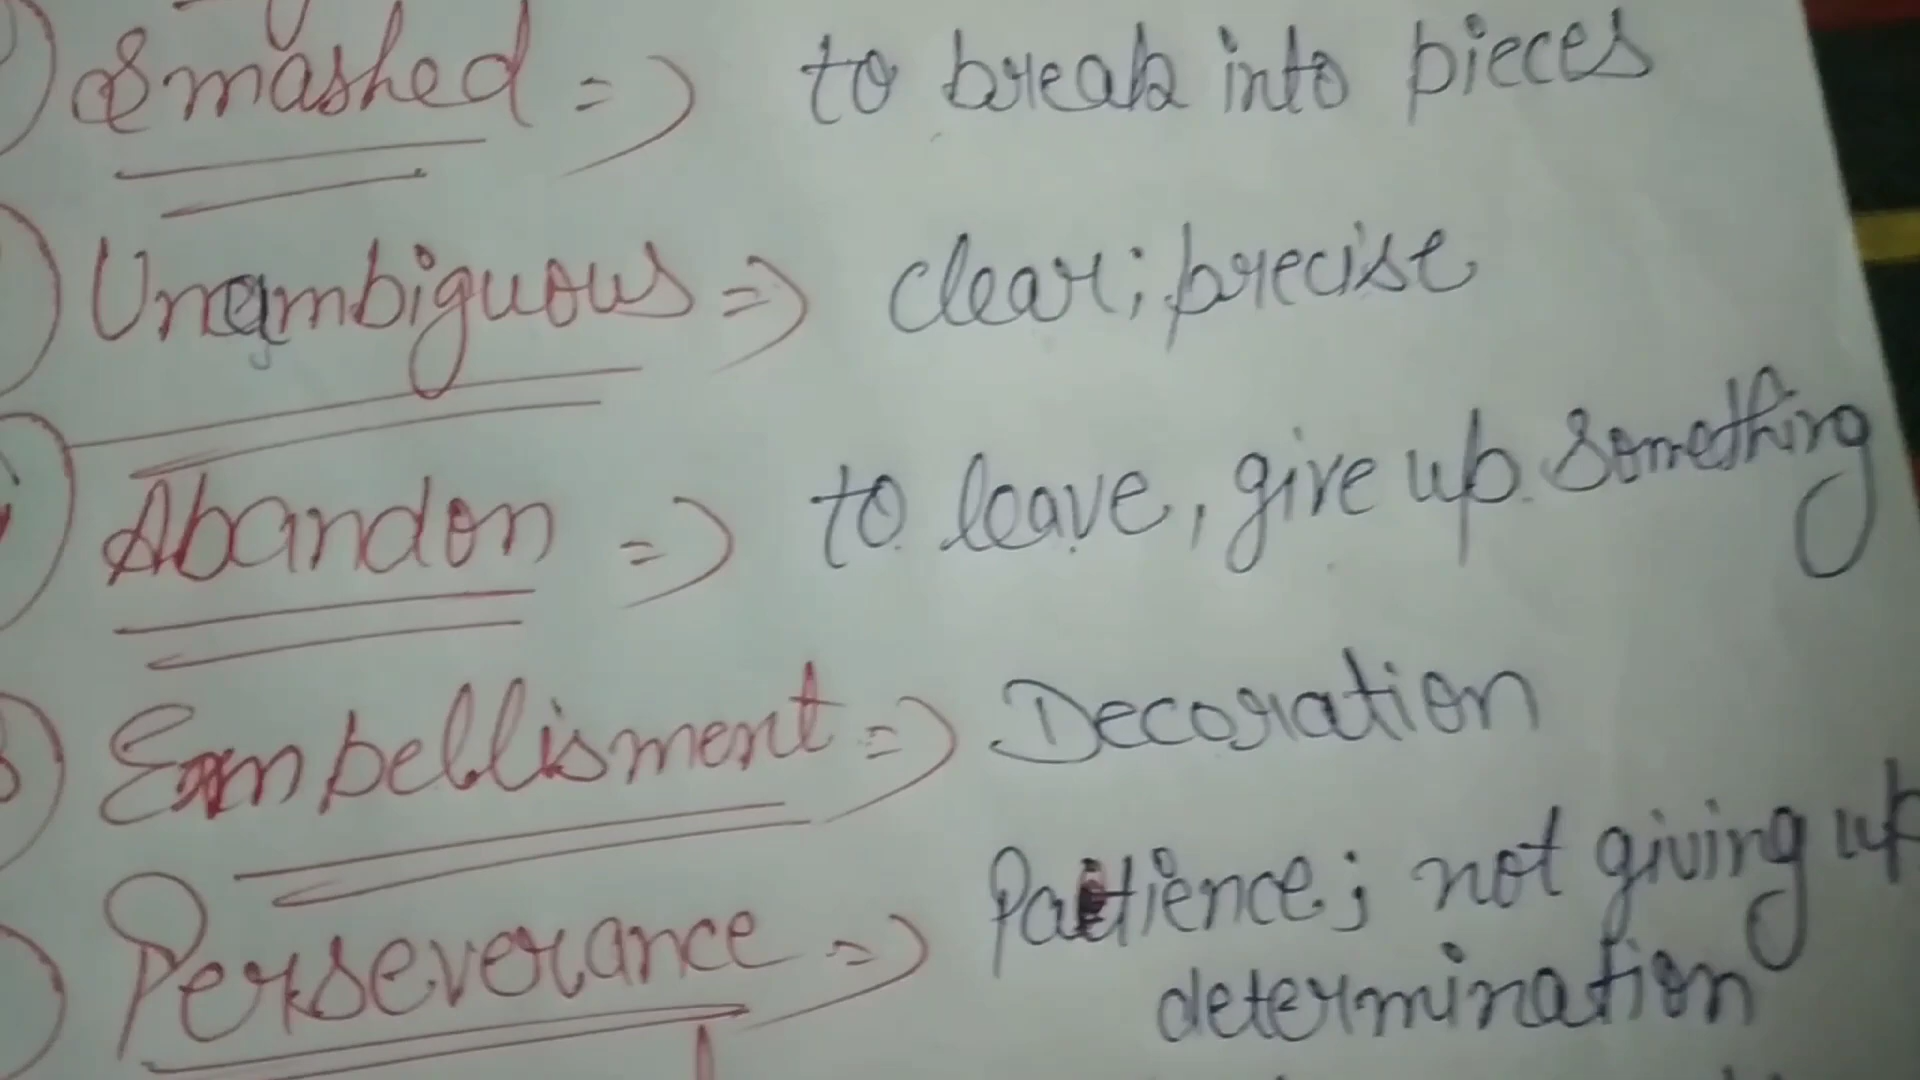 Smashed => to break into pieces
Unambiguous => clear; precise
Abandon => to leave, give up something
Embellisment => Decoration
Perseverance => Patience; not giving up
determination